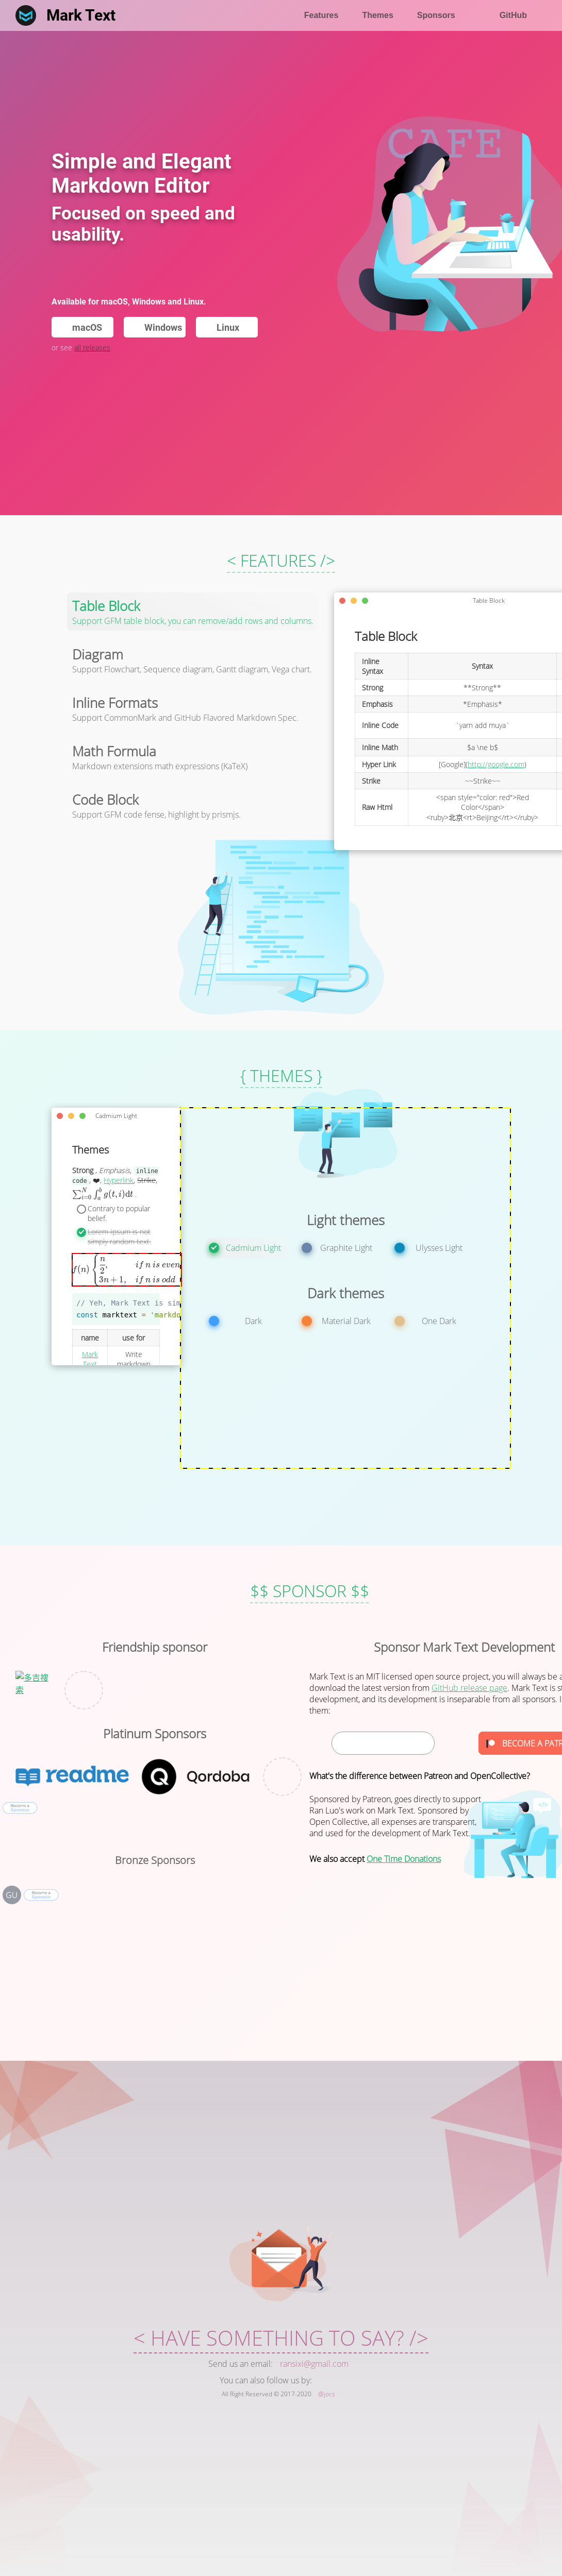 Mark Text
Features
Themes
Sponsors
GitHub
CAFE
Simple and Elegant
Markdown Editor
Focused on speed and
usability.
Available for macOS, Windows and Linux.
macOS
Windows
Linux
or see all releases
< FEATURES />
Table Block
Support GFM table block, you can remove/add rows and columns.
Diagram
Support Flowchart, Sequence diagram, Gantt diagram, Vega chart.
Inline Formats
Support CommonMark and GitHub Flavored Markdown Spec.
Math Formula
Markdown extensions math expressions (KaTeX)
Code Block
Support GFM code fense, highlight by prismjs.
Table Block
Table Block
Inline
Syntax
Syntax
Strong
**Strong**
Emphasis
*Emphasis*
Inline Code
`yarn add muya`
Inline Math
$a \ne b$
Hyper Link
[Google](http://google.com)
Strike
~~Strike~~
Raw Html
<span style="color: red">Red
Color</span>
<ruby>北京<rt>Beijing</rt></ruby>
{ THEMES }
Cadmium Light
Themes
Strong , Emphasis, inline
code , ❤️, Hyperlink, Strike,
∑ᵢ₌₀ᴺ ∫ₐᵇ g(t, i)dt .
Contrary to popular
belief.
Lorem Ipsum is not
simply random text.
f(n) { n/2, if n is even
3n + 1, if n is odd
// Yeh, Mark Text is sim
const marktext = 'markdo
name
use for
Mark
Text
Write
markdown
Light themes
Cadmium Light
Graphite Light
Ulysses Light
Dark themes
Dark
Material Dark
One Dark
$$ SPONSOR $$
Friendship sponsor
多吉搜
索
Platinum Sponsors
readme
Qordoba
Become a
Sponsor
Bronze Sponsors
GU
Become a
Sponsor
Sponsor Mark Text Development
Mark Text is an MIT licensed open source project, you will always be a
download the latest version from GitHub release page. Mark Text is st
development, and its development is inseparable from all sponsors. I
them:
BECOME A PATR
What's the difference between Patreon and OpenCollective?
Sponsored by Patreon, goes directly to support
Ran Luo's work on Mark Text. Sponsored by
Open Collective, all expenses are transparent,
and used for the development of Mark Text.
We also accept One Time Donations
< HAVE SOMETHING TO SAY? />
Send us an email: ransixi@gmail.com
You can also follow us by:
All Right Reserved © 2017-2020 @Jocs